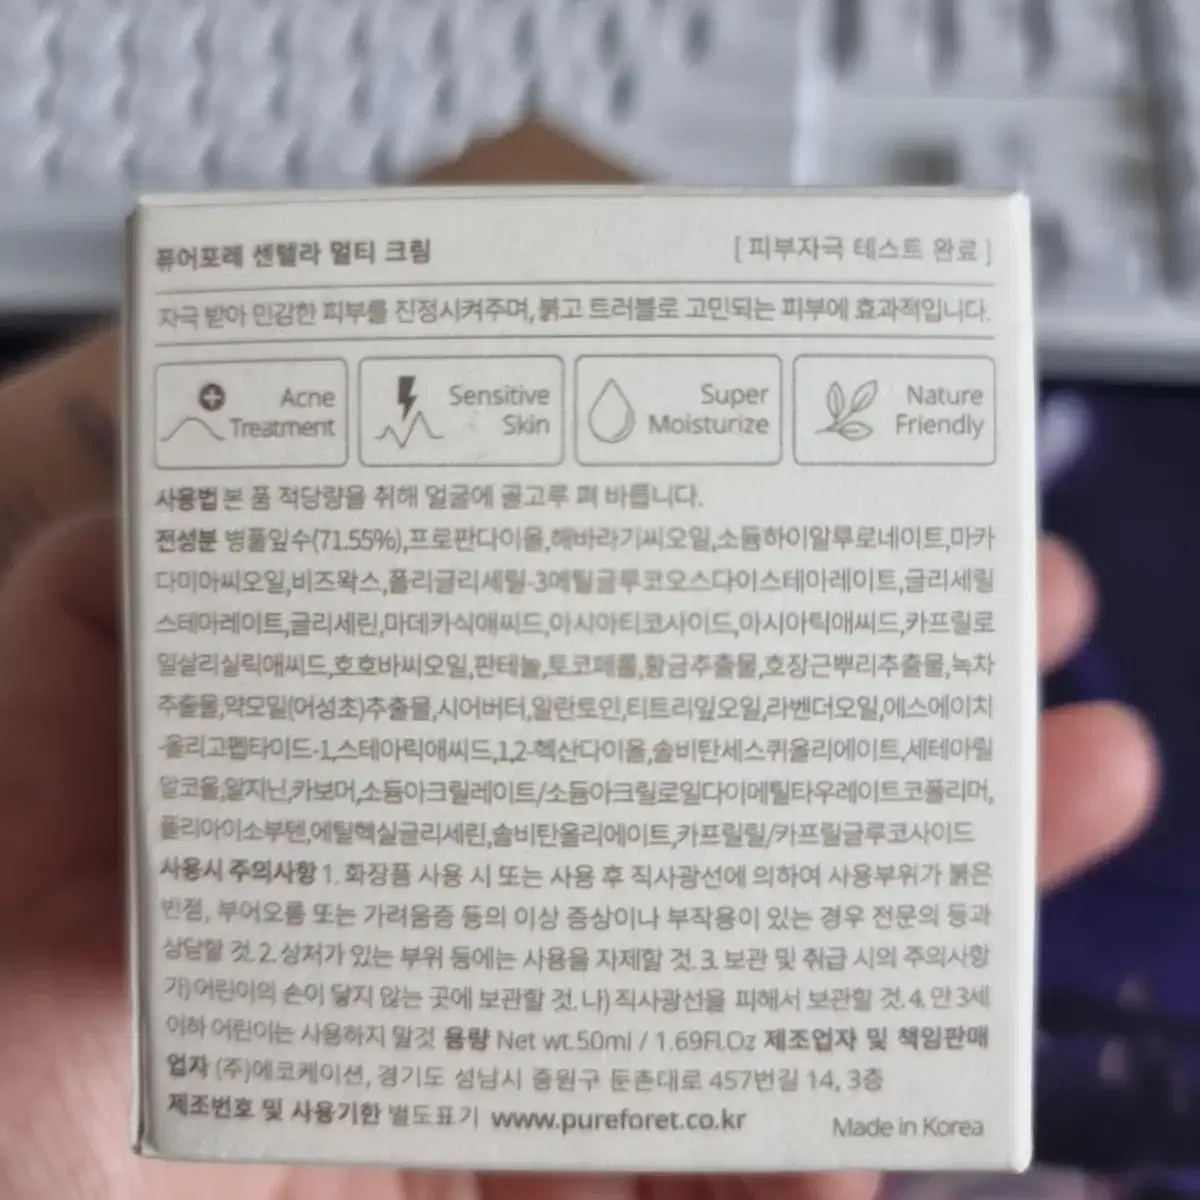 퓨어포레 센텔라 멀티 크림
[ 피부자극 테스트 완료 ]
자극 받아 민감한 피부를 진정시켜주며, 붉고 트러블로 고민되는 피부에 효과적입니다.
Acne Treatment
Sensitive Skin
Super Moisturize
Nature Friendly
사용법 본 품 적당량을 취해 얼굴에 골고루 펴 바릅니다.
전성분 병풀잎수(71.55%),프로판다이올,해바라기씨오일,소듐하이알루로네이트,마카
다미아씨오일,비즈왁스,폴리글리세릴-3메틸글루코오스다이스테아레이트,글리세릴
스테아레이트,글리세린,마데카식애씨드,아시아티코사이드,아시아틱애씨드,카프릴로
일살리실릭애씨드,호호바씨오일,판테놀,토코페롤,황금추출물,호장근뿌리추출물,녹차
추출물,약모밀(어성초)추출물,시어버터,알란토인,티트리잎오일,라벤더오일,에스에이치
-올리고펩타이드-1,스테아릭애씨드,1,2-헥산다이올,솔비탄세스퀴올리에이트,세테아릴
알코올,알지닌,카보머,소듐아크릴레이트/소듐아크릴로일다이메틸타우레이트코폴리머,
폴리아이소부텐,에틸헥실글리세린,솔비탄올리에이트,카프릴릴/카프릴글루코사이드
사용시 주의사항 1. 화장품 사용 시 또는 사용 후 직사광선에 의하여 사용부위가 붉은
반점, 부어오름 또는 가려움증 등의 이상 증상이나 부작용이 있는 경우 전문의 등과
상담할 것. 2. 상처가 있는 부위 등에는 사용을 자제할 것. 3. 보관 및 취급 시의 주의사항
가) 어린이의 손이 닿지 않는 곳에 보관할 것. 나) 직사광선을 피해서 보관할 것. 4. 만 3세
이하 어린이는 사용하지 말것 용량 Net wt.50ml / 1.69Fl.Oz 제조업자 및 책임판매
업자 (주)에코케이션, 경기도 성남시 중원구 둔촌대로 457번길 14, 3층
제조번호 및 사용기한 별도표기 www.pureforet.co.kr
Made in Korea